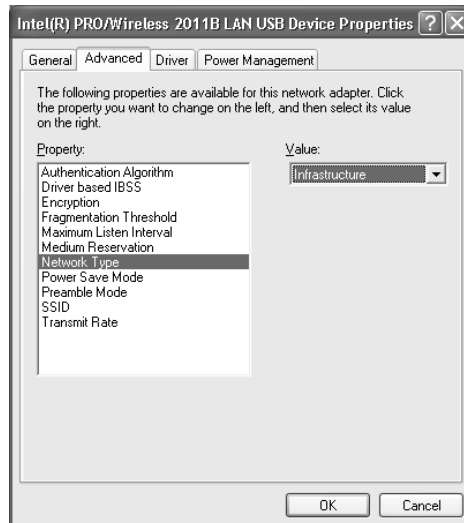 Intel(R) PRO/Wireless 2011B LAN USB Device Properties
General Advanced Driver Power Management
The following properties are available for this network adapter. Click
the property you want to change on the left, and then select its value
on the right.
Property:
Value:
Authentication Algorithm
Driver based IBSS
Encryption
Fragmentation Threshold
Maximum Listen Interval
Medium Reservation
Network Type
Power Save Mode
Preamble Mode
SSID
Transmit Rate
Infrastructure
OK Cancel